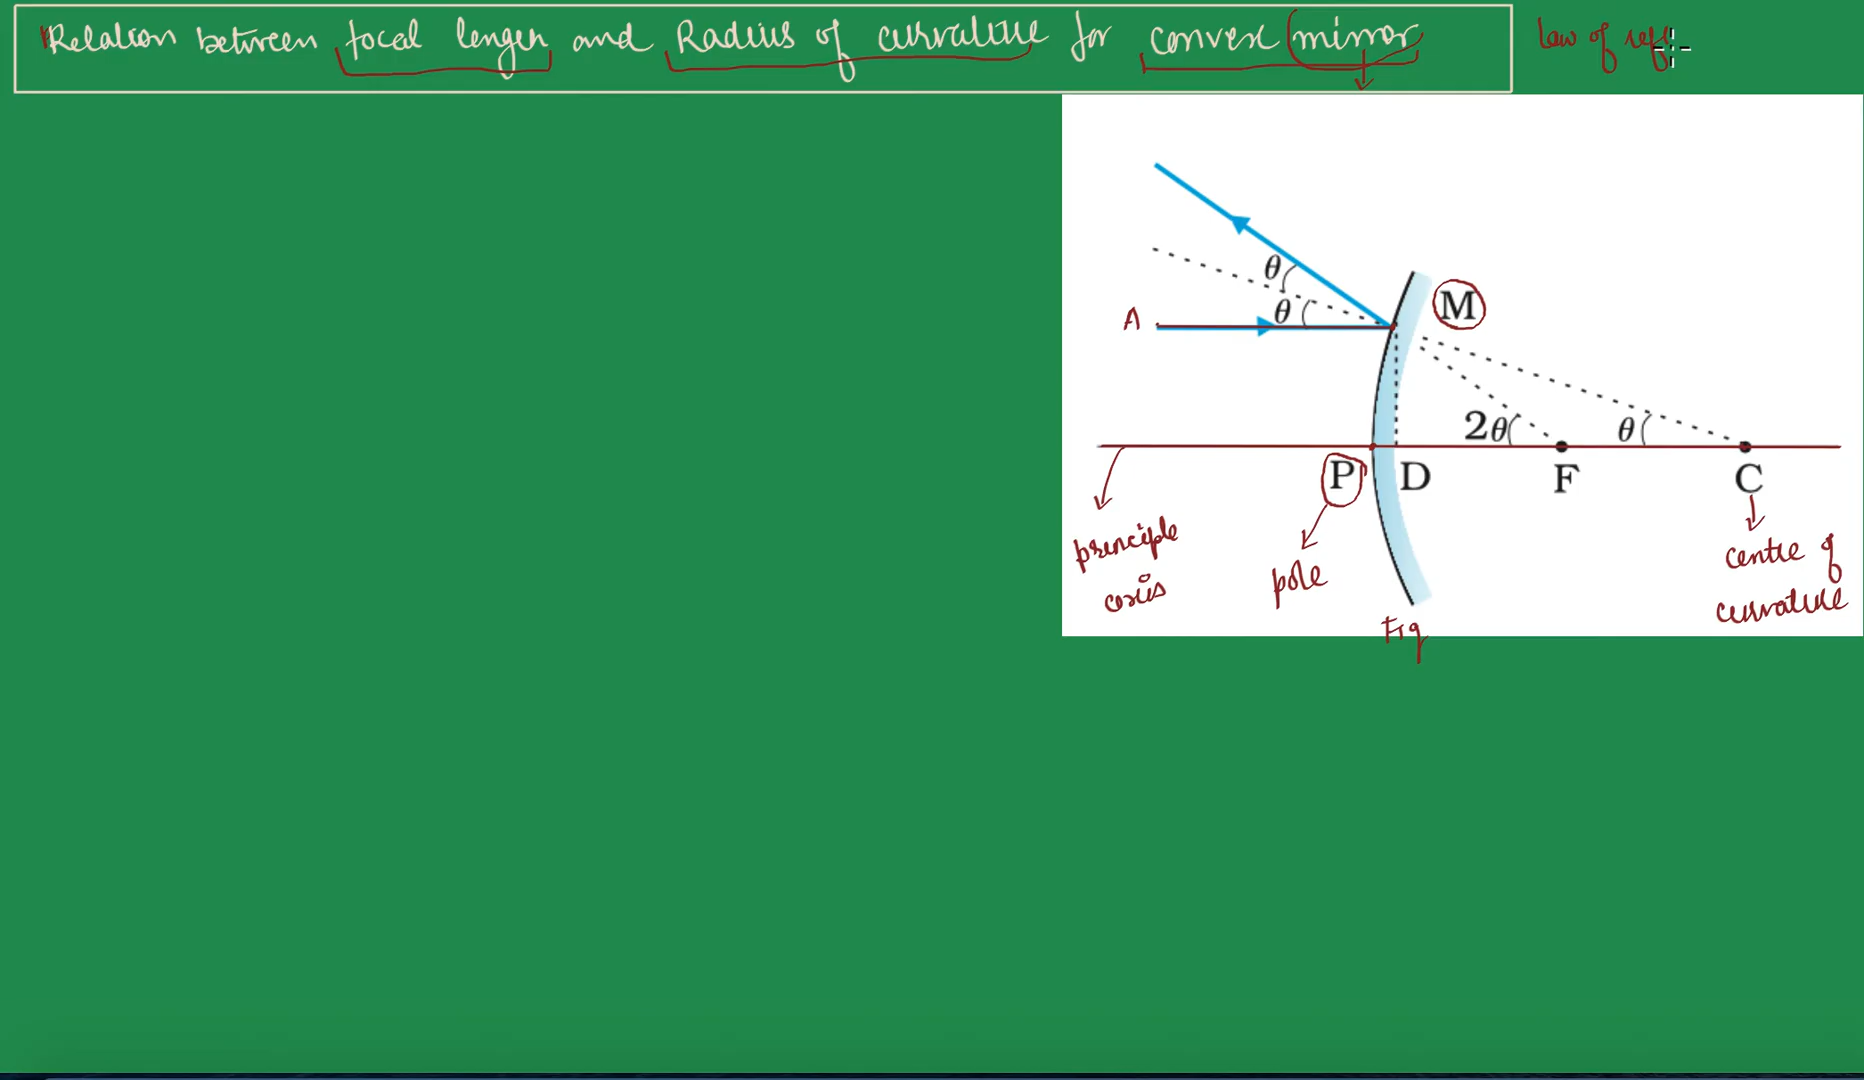 Relation between focal length and Radius of curvature for convex mirror
law of refl
θ
θ
M
A
2θ
θ
P D F C
principle
axis
pole
centre of
curvature
Fig